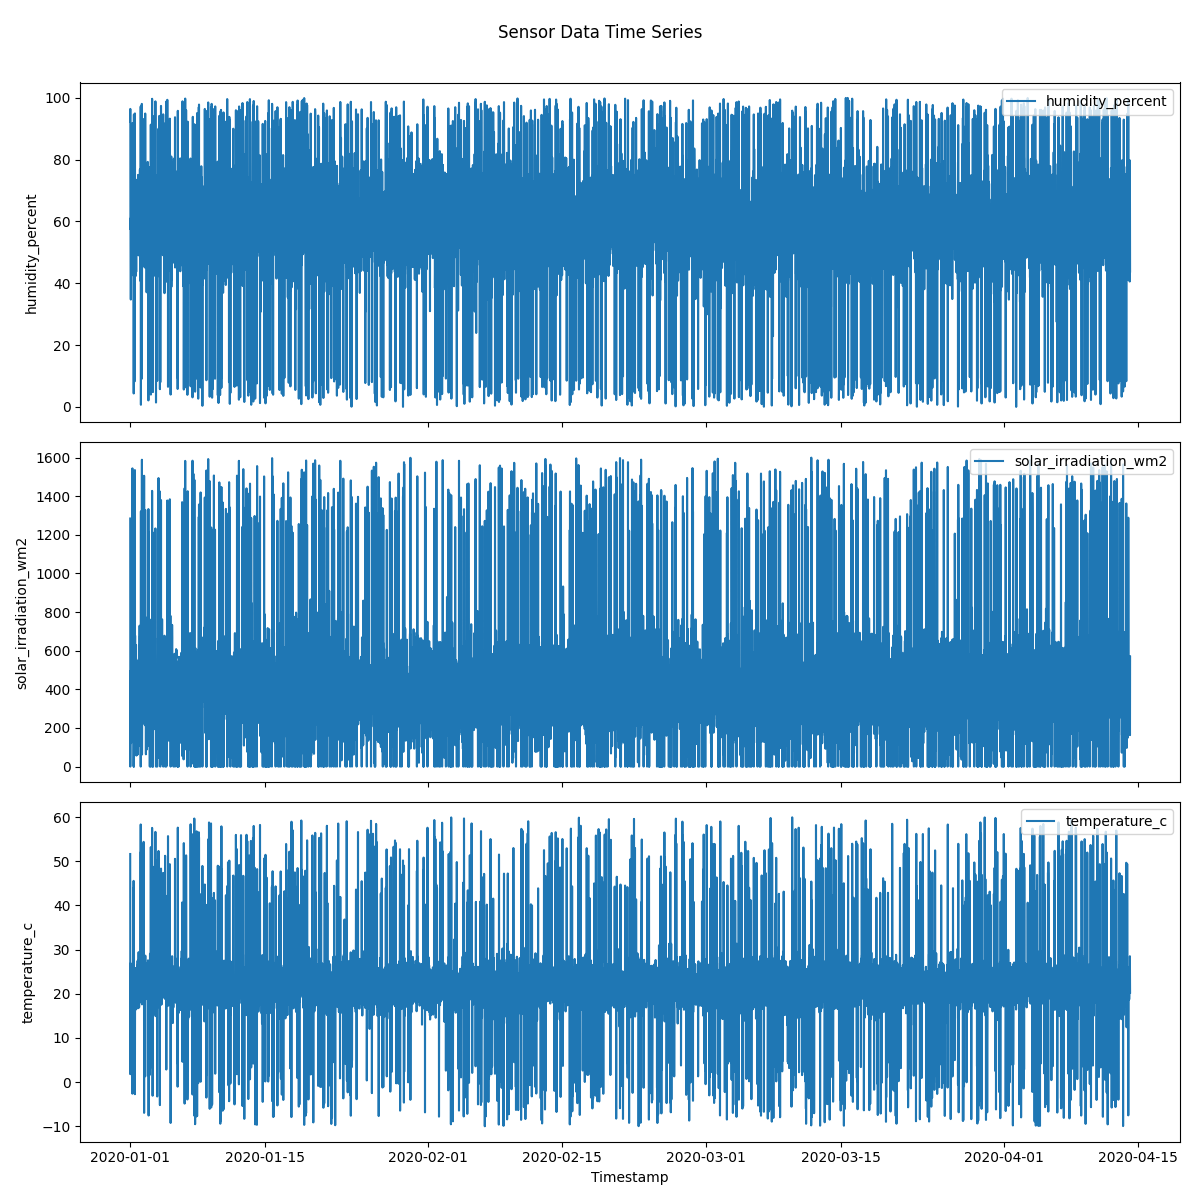 Sensor Data Time Series
humidity_percent
100
80
60
40
20
0
humidity_percent
solar_irradiation_wm2
1600
1400
1200
1000
800
600
400
200
0
solar_irradiation_wm2
temperature_c
60
50
40
30
20
10
0
−10
temperature_c
2020-01-01 2020-01-15 2020-02-01 2020-02-15 2020-03-01 2020-03-15 2020-04-01 2020-04-15
Timestamp